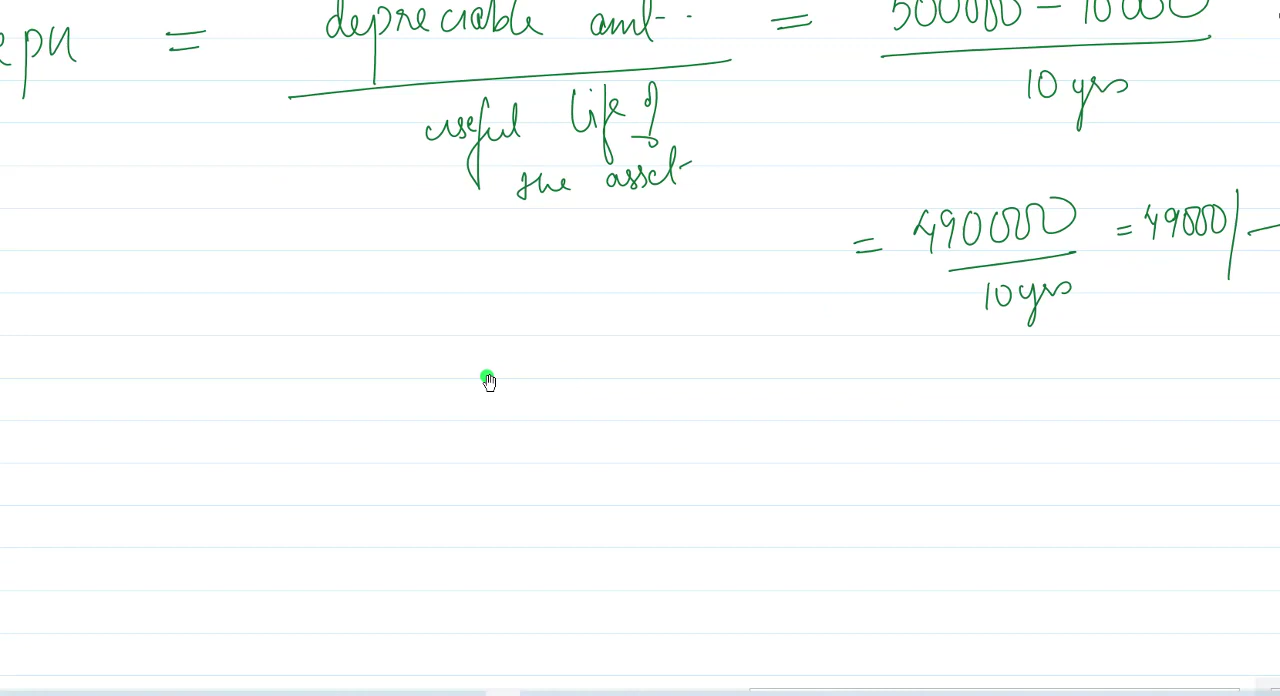 epn = depreciable amt.. = 500000 - 10000
useful life of 10 yrs
the asset
= 490000 = 49000/-
10 yrs